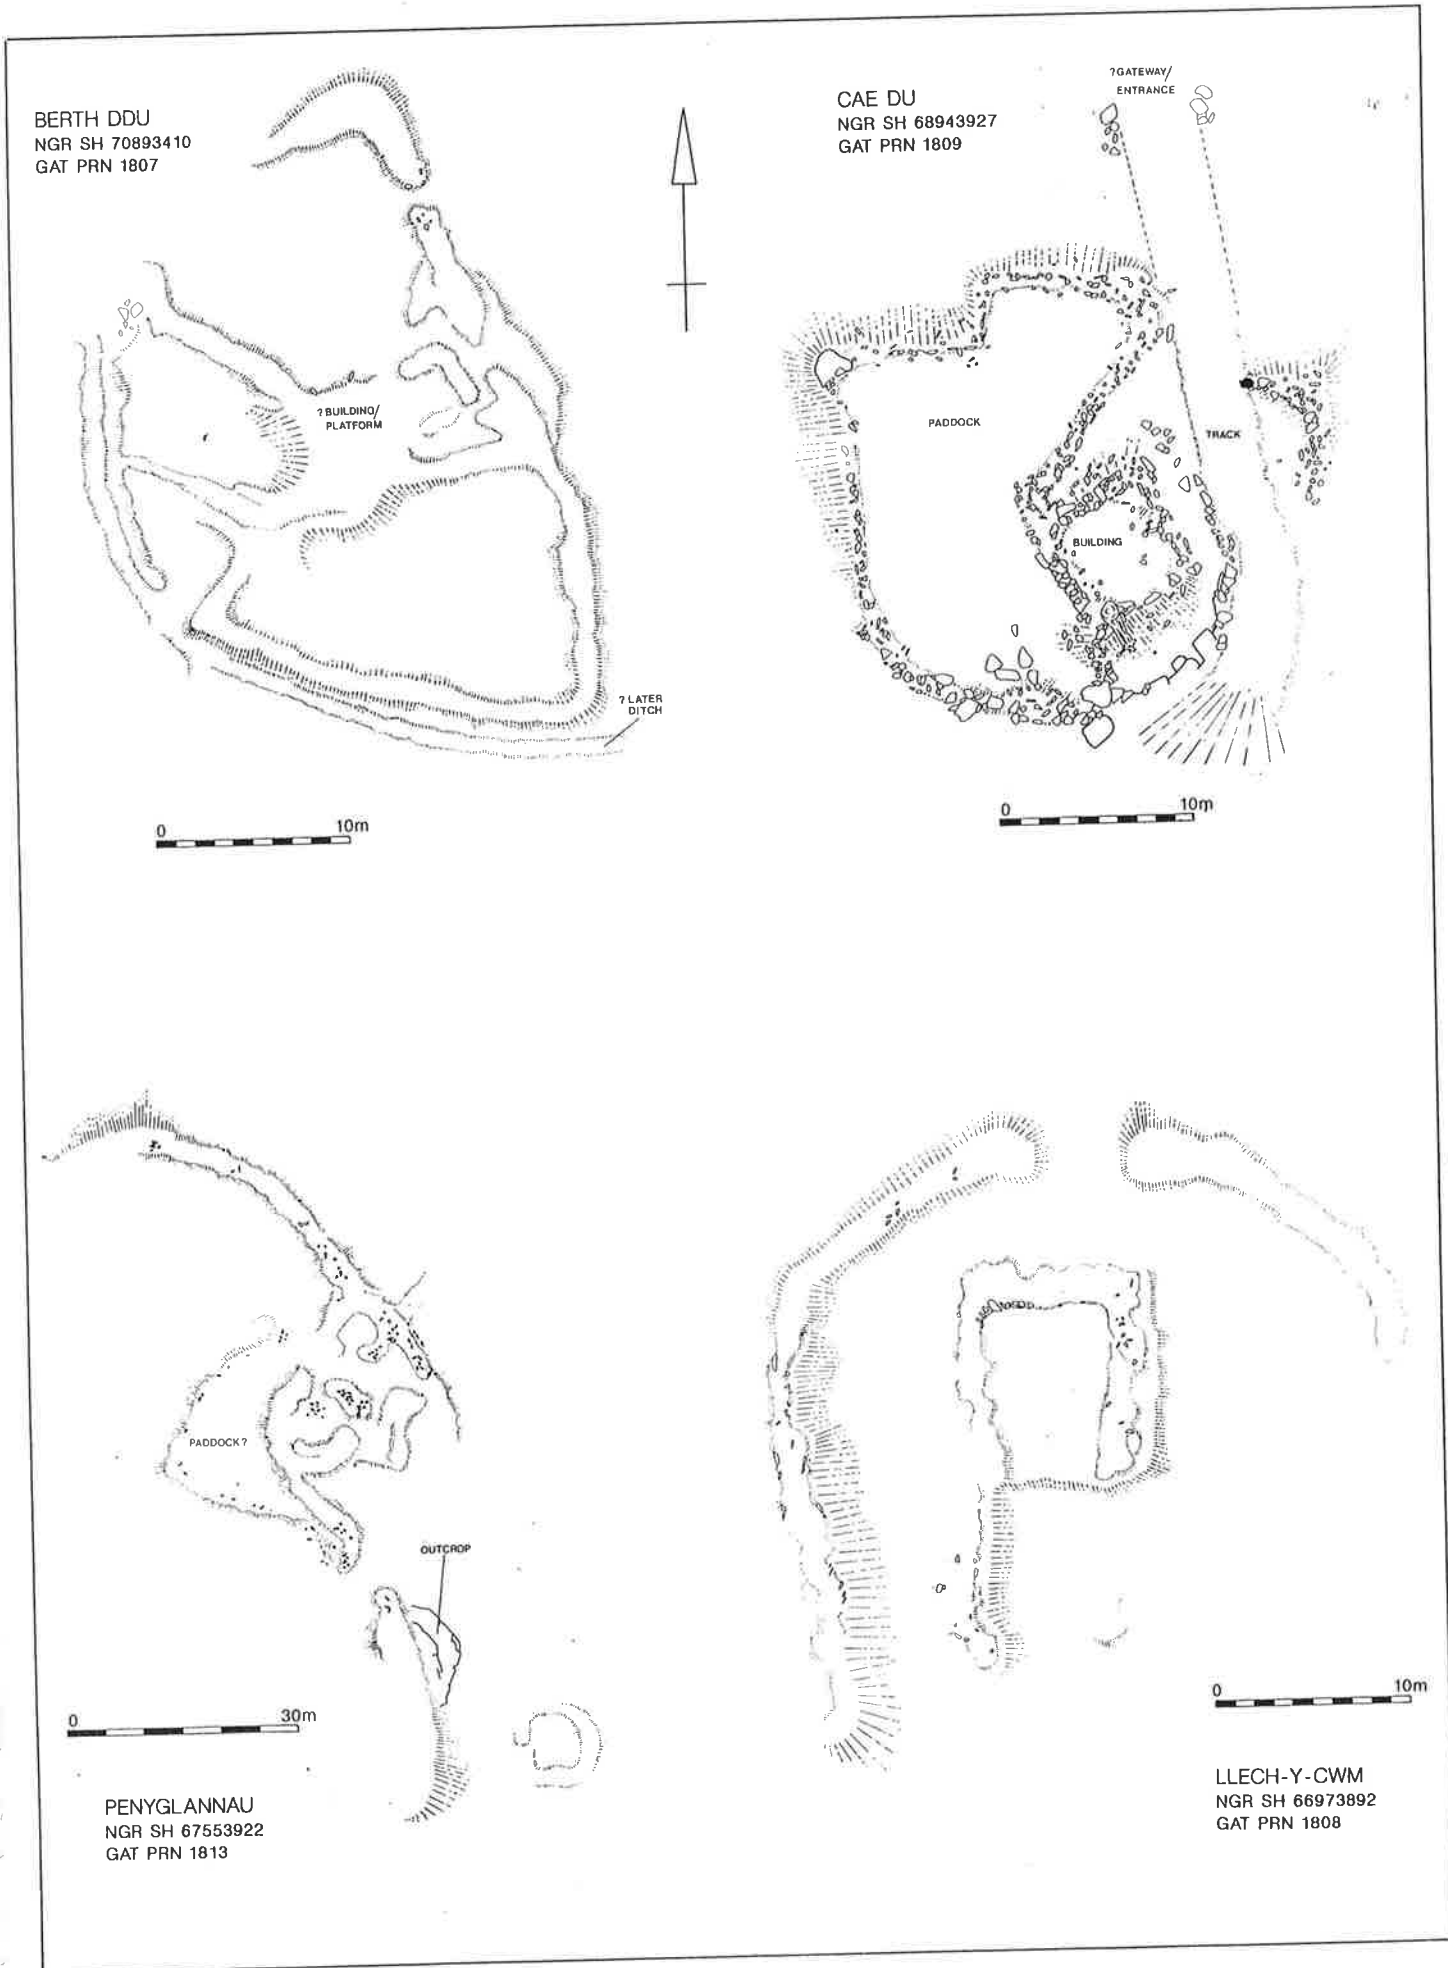 BERTH DDU
NGR SH 70893410
GAT PRN 1807
? BUILDING/
PLATFORM
? LATER
DITCH
0 10m
CAE DU
NGR SH 68943927
GAT PRN 1809
?GATEWAY/
ENTRANCE
PADDOCK
TRACK
BUILDING
0 10m
PADDOCK?
OUTCROP
0 30m
PENYGLANNAU
NGR SH 67553922
GAT PRN 1813
0 10m
LLECH-Y-CWM
NGR SH 66973892
GAT PRN 1808